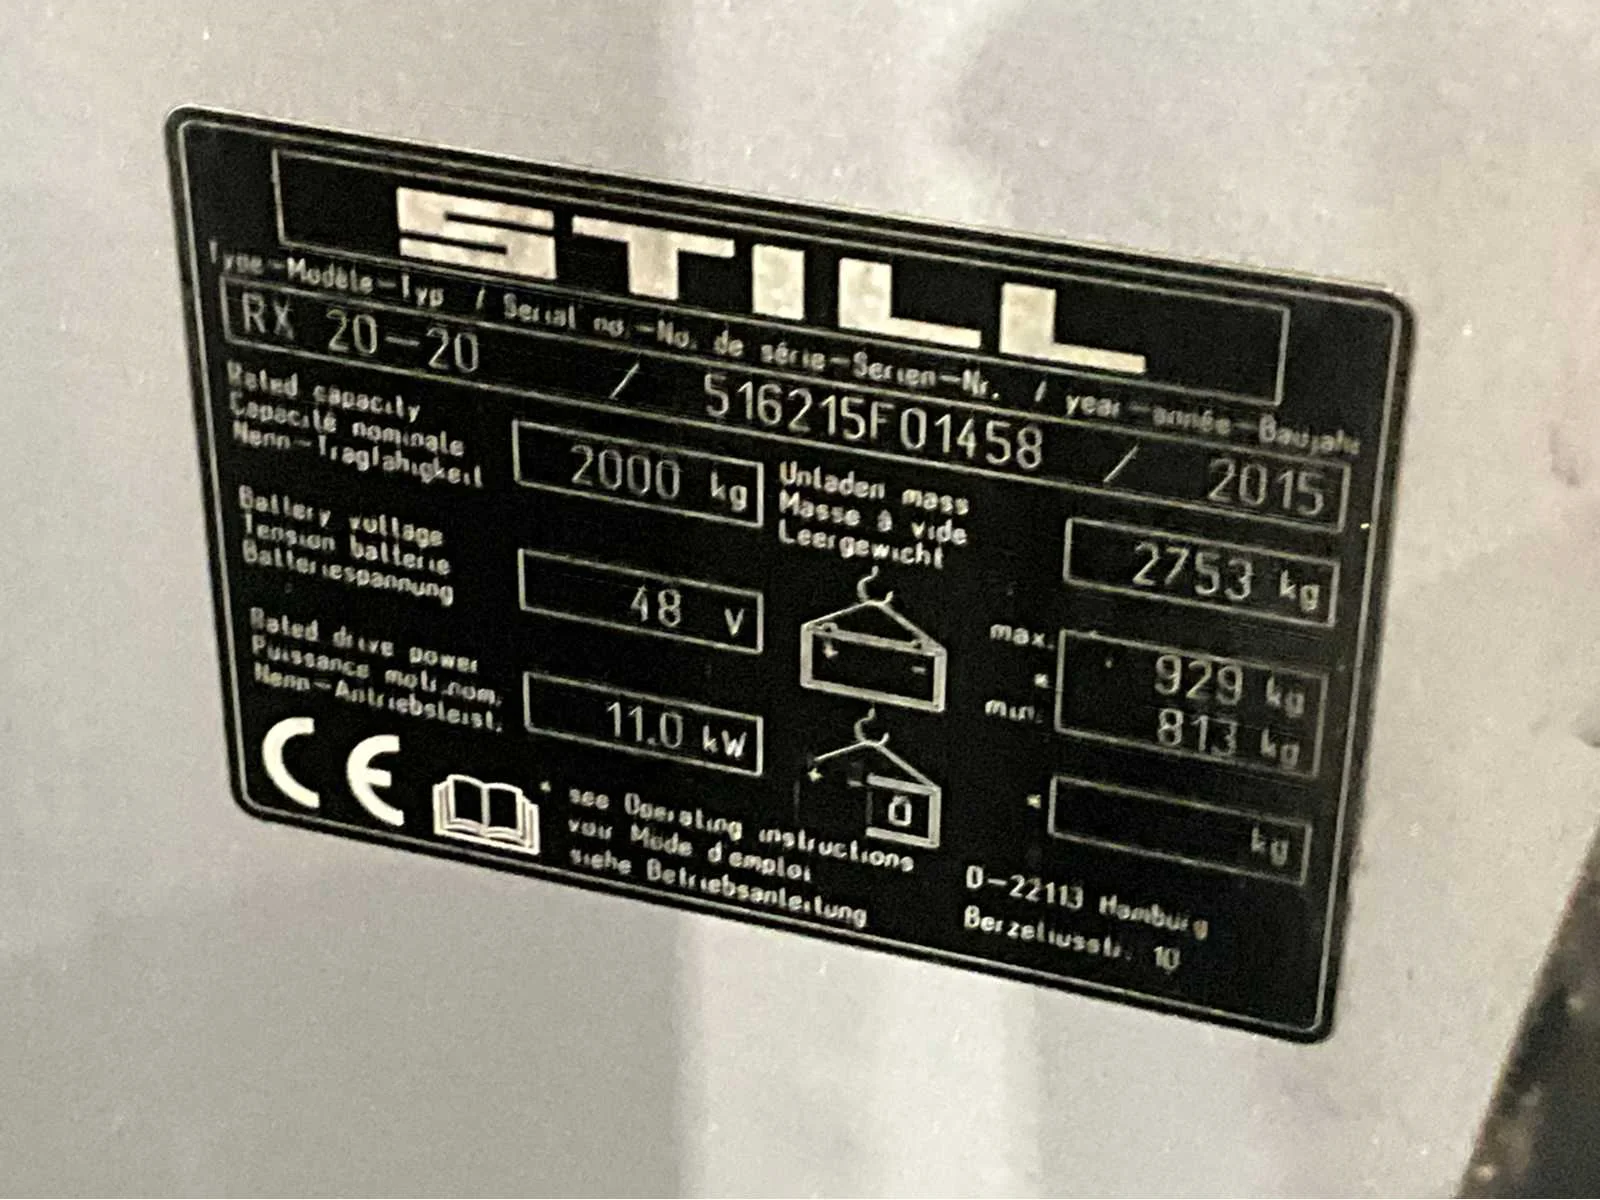 STILL
Type-Modèle-Typ / Serial no.-No. de série-Serien-Nr. / year-année-Baujahr
RX 20-20 / 516215F01458 / 2015
Rated capacity
Capacité nominale
Nenn-Tragfähigkeit
2000 kg
Unladen mass
Masse à vide
Leergewicht
2753 kg
Battery voltage
Tension batterie
Batteriespannung
48 V
max. 929 kg
*
min. 813 kg
Rated drive power
Puissance mot. nom.
Nenn-Antriebsleist.
11.0 kW
* kg
CE
* see Operating instructions
voir Mode d'emploi
siehe Betriebsanleitung
D-22113 Hamburg
Berzeliusstr. 10